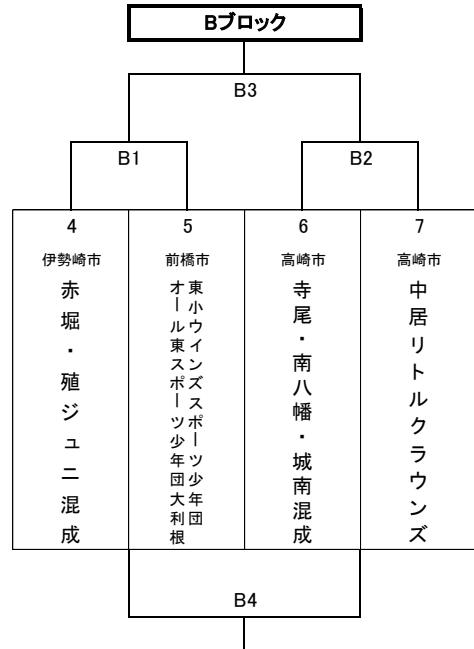 Bブロック
B3
B1
B2
4
5
6
7
伊勢崎市
前橋市
高崎市
高崎市
赤堀・殖ジュニ混成
東小ウインズスポーツ少年団
オール東スポーツ少年団大利根
寺尾・南八幡・城南混成
中居リトルクラウンズ
B4